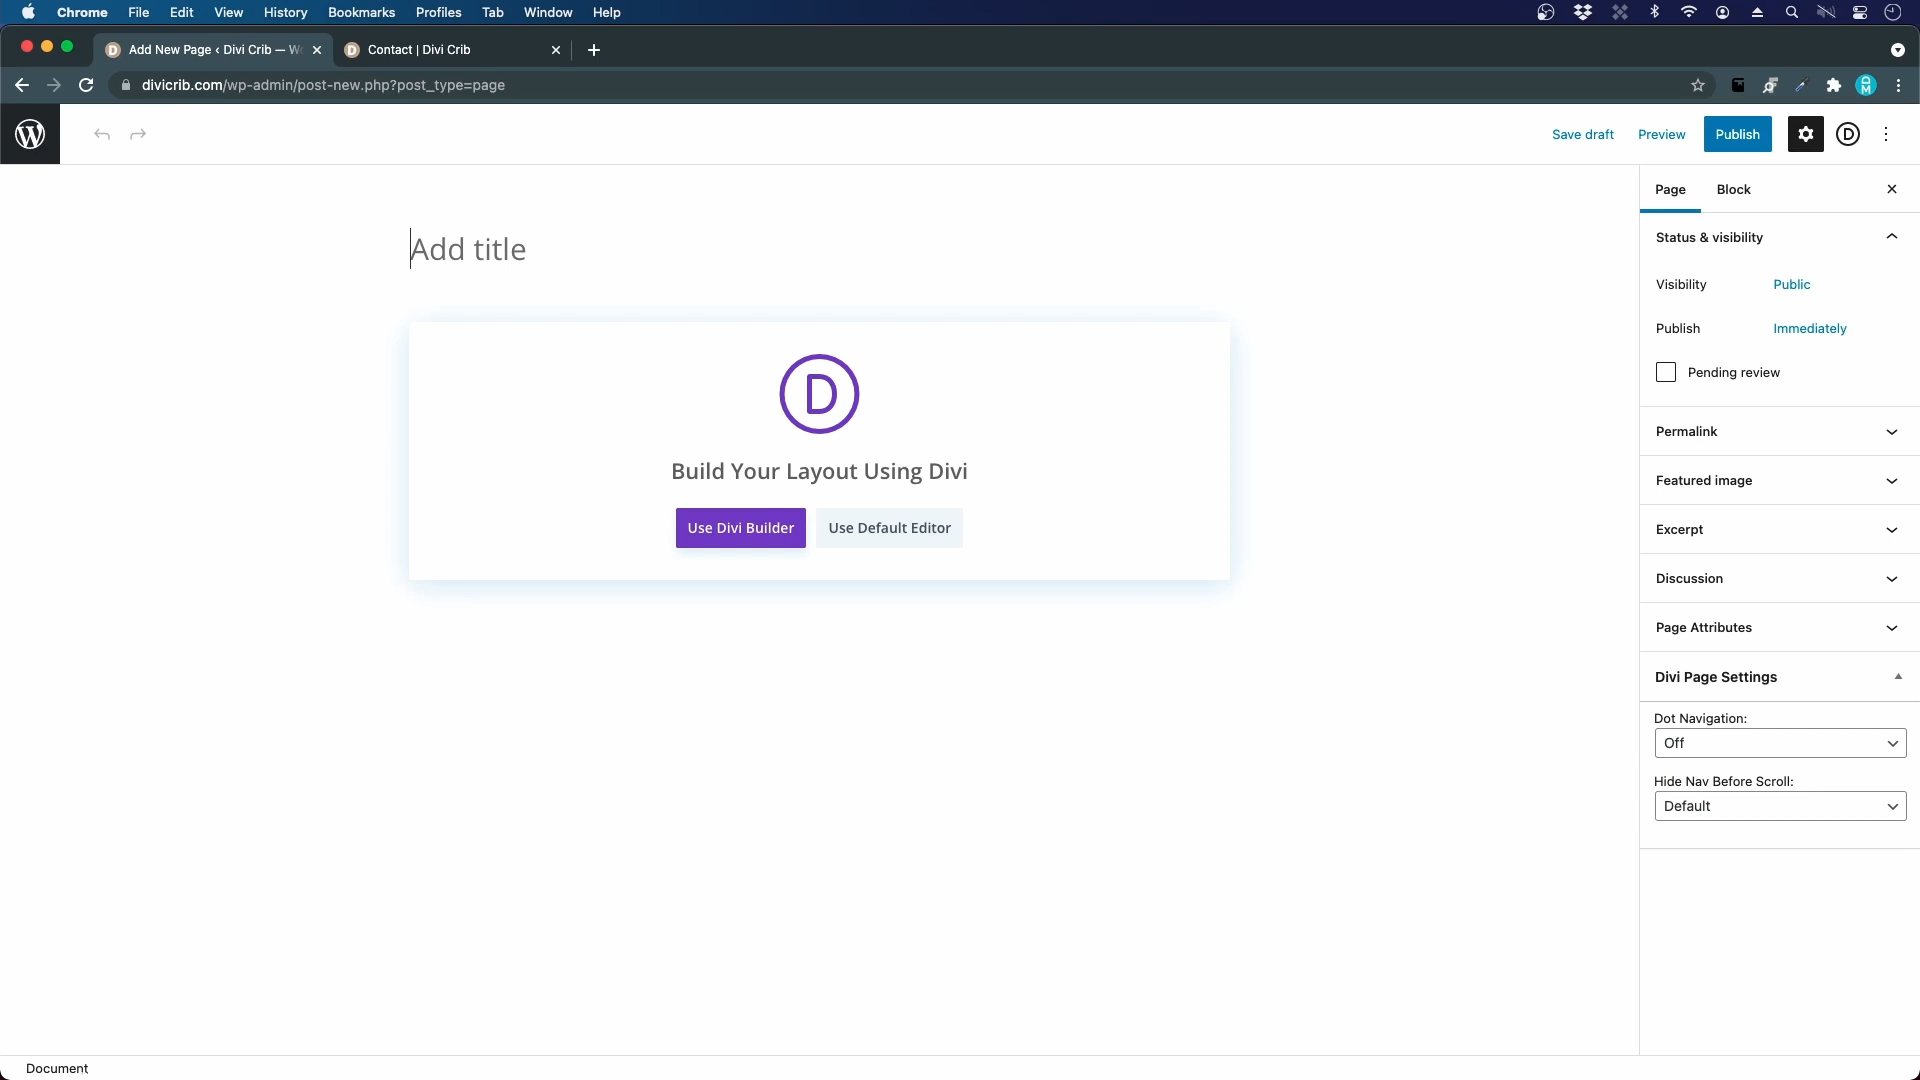 Chrome File Edit View History Bookmarks Profiles Tab Window Help
Add New Page ‹ Divi Crib — Wo
Contact | Divi Crib
divicrib.com/wp-admin/post-new.php?post_type=page
DM
W
Save draft Preview Publish D
Page Block
Add title
Status & visibility
Visibility Public
Publish Immediately
Pending review
D
Build Your Layout Using Divi
Use Divi Builder Use Default Editor
Permalink
Featured image
Excerpt
Discussion
Page Attributes
Divi Page Settings
Dot Navigation:
Off
Hide Nav Before Scroll:
Default
Document